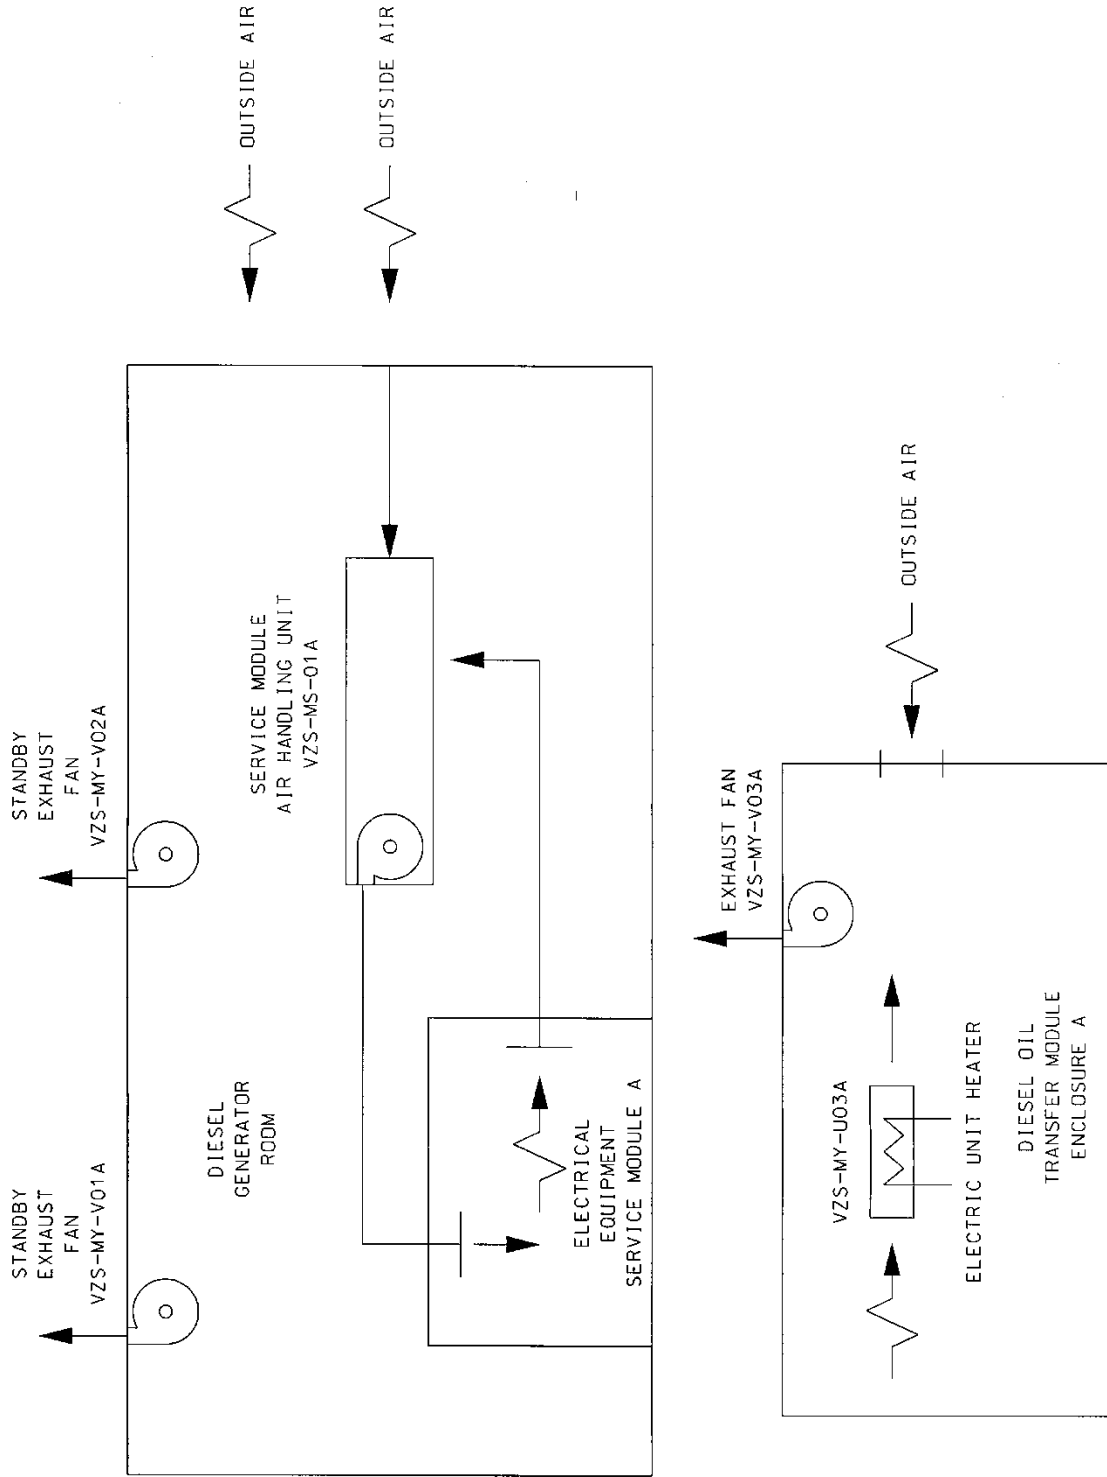 STANDBY
EXHAUST
FAN
VZS-MY-V01A
STANDBY
EXHAUST
FAN
VZS-MY-V02A
DIESEL
GENERATOR
ROOM
SERVICE MODULE
AIR HANDLING UNIT
VZS-MS-01A
OUTSIDE AIR
OUTSIDE AIR
ELECTRICAL
EQUIPMENT
SERVICE MODULE A
EXHAUST FAN
VZS-MY-V03A
VZS-MY-U03A
ELECTRIC UNIT HEATER
DIESEL OIL
TRANSFER MODULE
ENCLOSURE A
OUTSIDE AIR